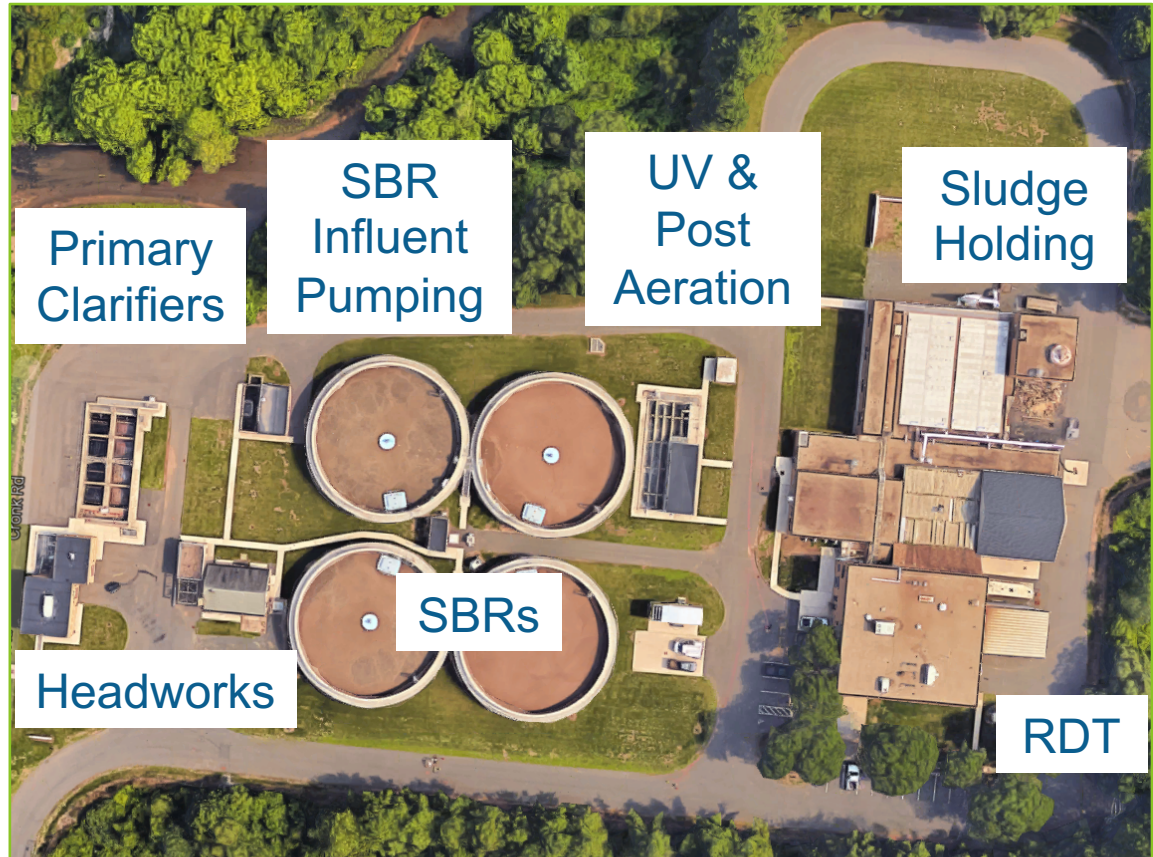 Primary
Clarifiers
SBR
Influent
Pumping
UV &
Post
Aeration
Sludge
Holding
SBRs
Headworks
RDT